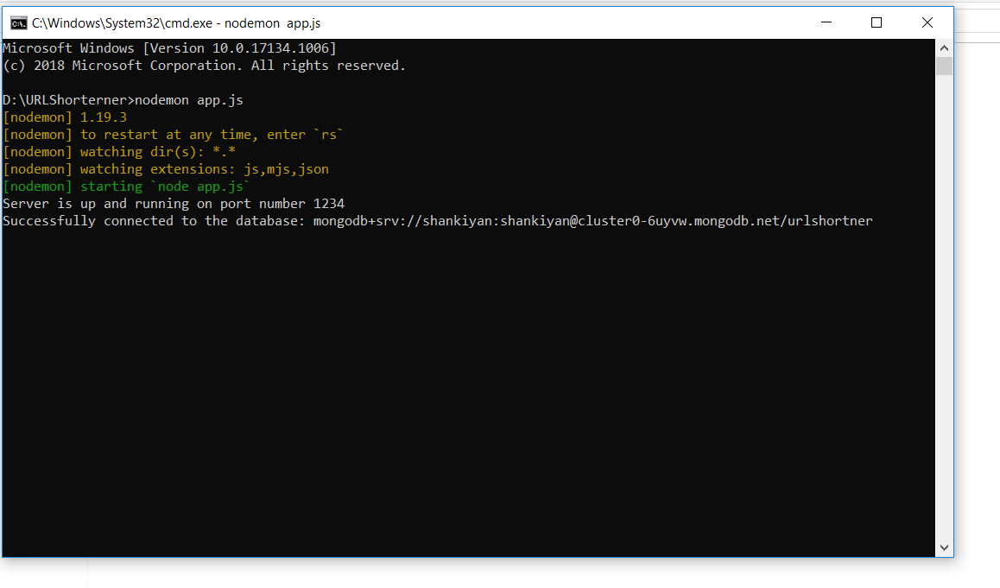 C:\Windows\System32\cmd.exe - nodemon  app.js
Microsoft Windows [Version 10.0.17134.1006]
(c) 2018 Microsoft Corporation. All rights reserved.
D:\URLShorterner>nodemon app.js
[nodemon] 1.19.3
[nodemon] to restart at any time, enter `rs`
[nodemon] watching dir(s): *.*
[nodemon] watching extensions: js,mjs,json
[nodemon] starting `node app.js`
Server is up and running on port number 1234
Successfully connected to the database: mongodb+srv://shankiyan:shankiyan@cluster0-6uyvw.mongodb.net/urlshortner